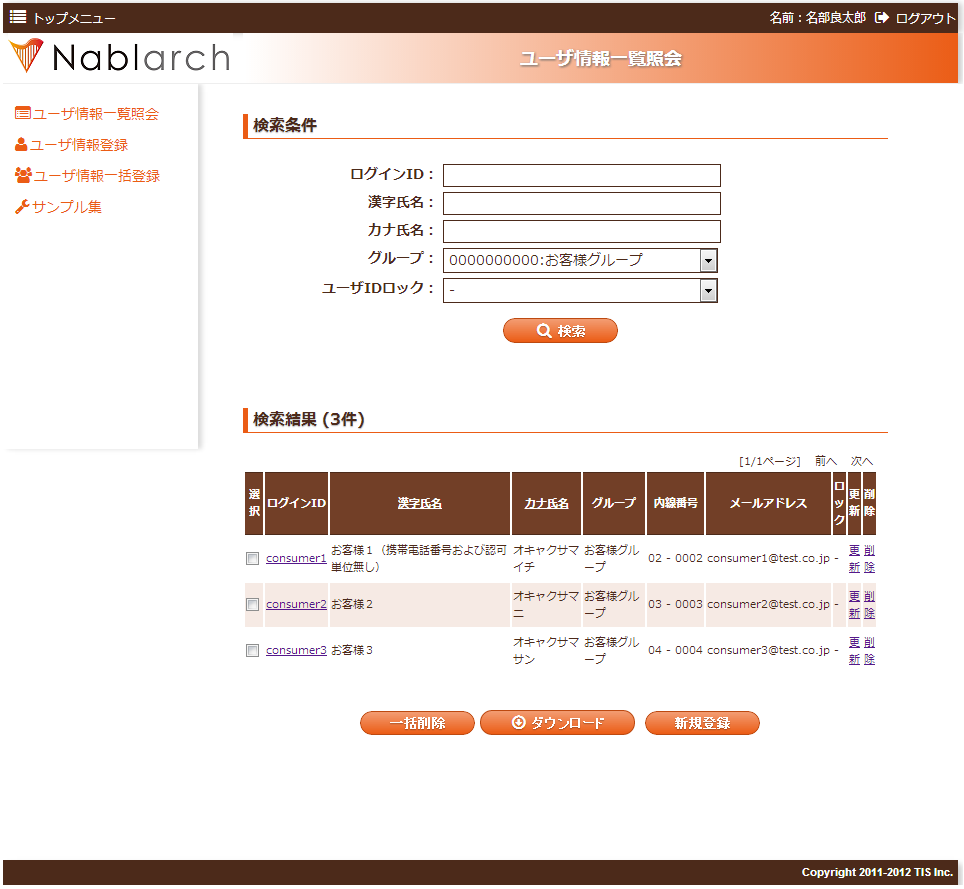 トップメニュー
名前：名部良太郎 ログアウト
Nablarch
ユーザ情報一覧照会
ユーザ情報一覧照会
ユーザ情報登録
ユーザ情報一括登録
サンプル集
検索条件
ログインID：
漢字氏名：
カナ氏名：
グループ： 0000000000:お客様グループ
ユーザIDロック： -
検索
検索結果 (3件)
[1/1ページ] 前へ 次へ
選択 ログインID 漢字氏名 カナ氏名 グループ 内線番号 メールアドレス ロック 更新 削除
consumer1 お客様１（携帯電話番号および認可単位無し） オキャクサマイチ お客様グループ 02 - 0002 consumer1@test.co.jp - 更新 削除
consumer2 お客様２ オキャクサマニ お客様グループ 03 - 0003 consumer2@test.co.jp - 更新 削除
consumer3 お客様３ オキャクサマサン お客様グループ 04 - 0004 consumer3@test.co.jp - 更新 削除
一括削除 ダウンロード 新規登録
Copyright 2011-2012 TIS Inc.